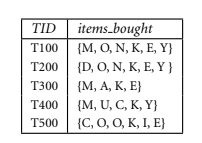 TID items_bought
T100 {M, O, N, K, E, Y}
T200 {D, O, N, K, E, Y }
T300 {M, A, K, E}
T400 {M, U, C, K, Y}
T500 {C, O, O, K, I, E}